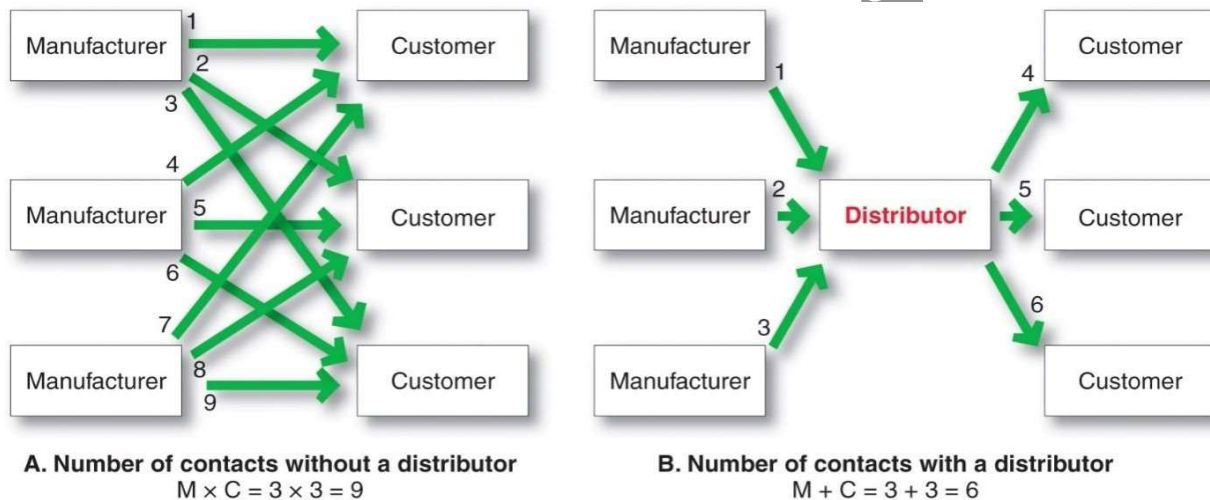 1
Manufacturer
Customer
2
3
4
Manufacturer
5
Customer
6
7
Manufacturer
8
Customer
9
A. Number of contacts without a distributor
M × C = 3 × 3 = 9
Manufacturer
1
4
Customer
2
Manufacturer
Distributor
5
Customer
3
6
Manufacturer
Customer
B. Number of contacts with a distributor
M + C = 3 + 3 = 6